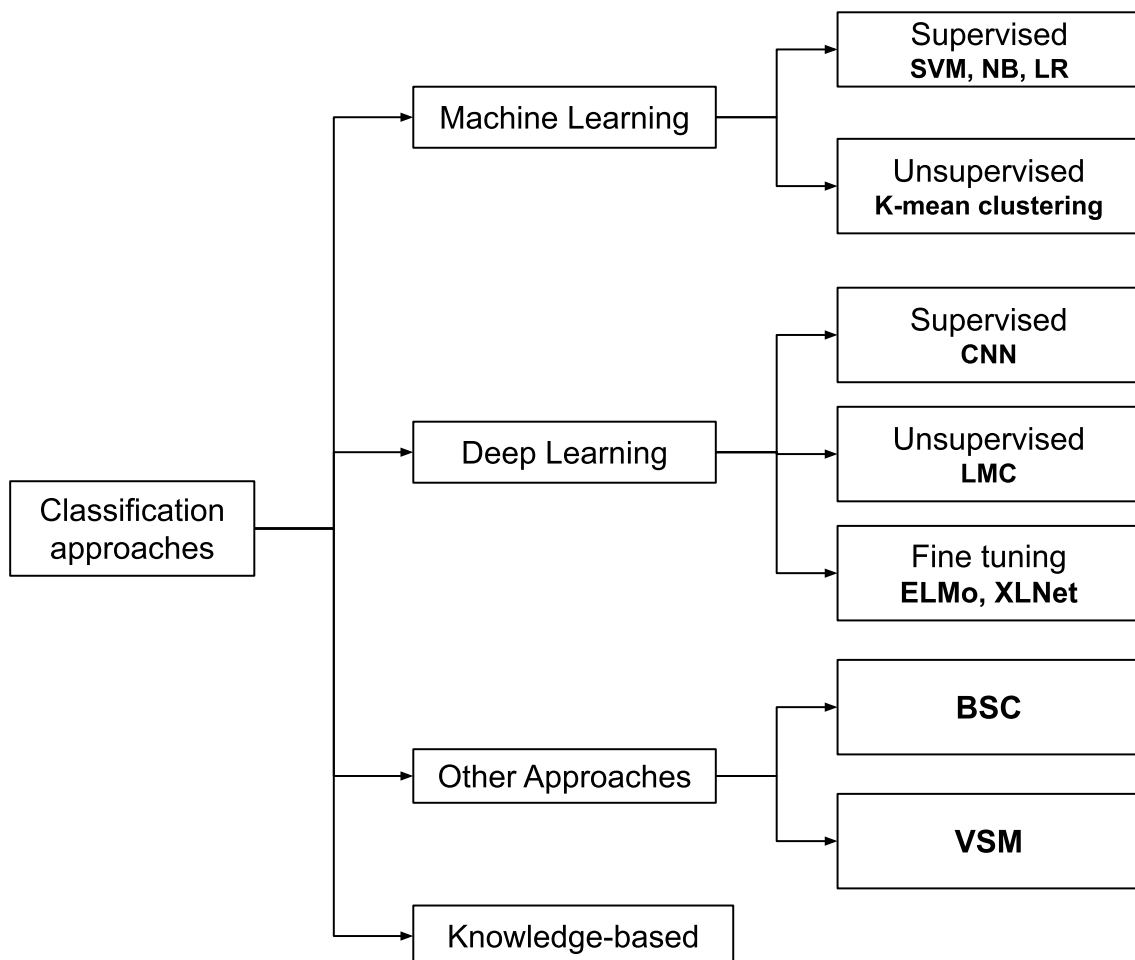 Classification
approaches
Machine Learning
Supervised
SVM, NB, LR
Unsupervised
K-mean clustering
Deep Learning
Supervised
CNN
Unsupervised
LMC
Fine tuning
ELMo, XLNet
Other Approaches
BSC
VSM
Knowledge-based